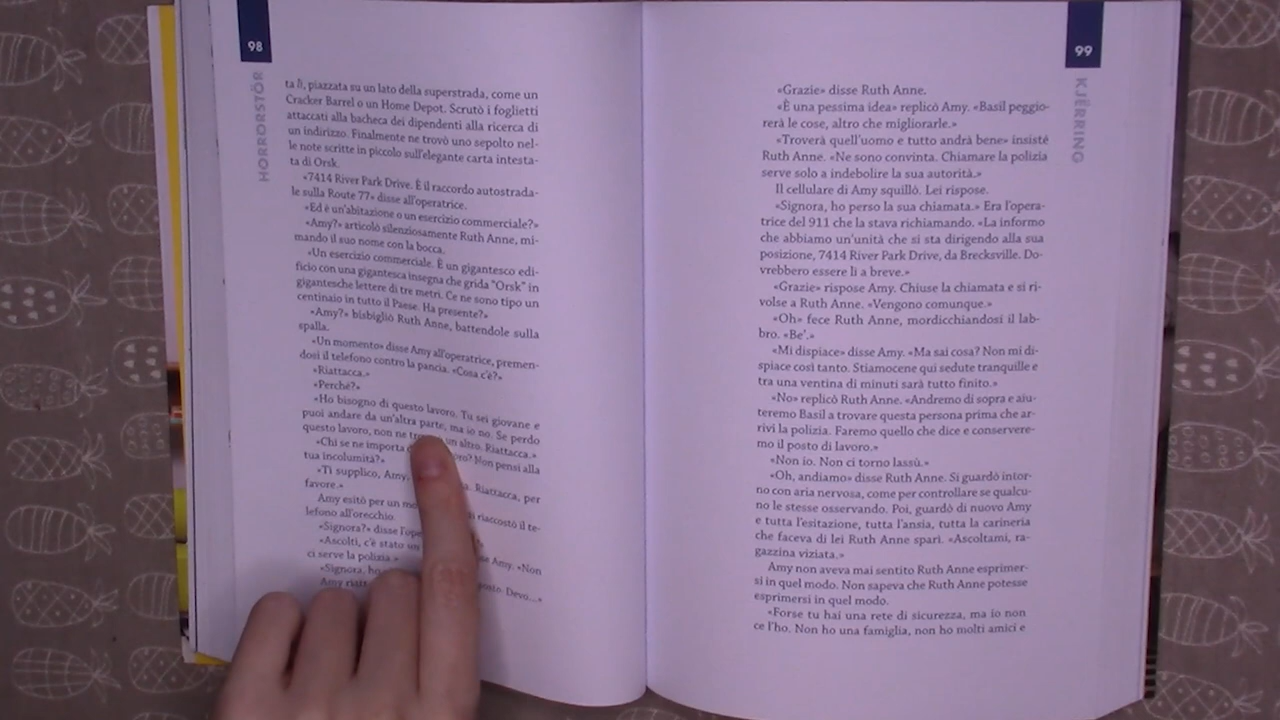 98
HORRORSTÖR
ta lì, piazzata su un lato della superstrada, come un
Cracker Barrel o un Home Depot. Scrutò i foglietti
attaccati alla bacheca dei dipendenti alla ricerca di
un indirizzo. Finalmente ne trovò uno sepolto nel-
le note scritte in piccolo sull'elegante carta intesta-
ta di Orsk.
«7414 River Park Drive. È il raccordo autostrada-
le sulla Route 77» disse all'operatrice.
«Ed è un'abitazione o un esercizio commerciale?»
«Amy?» articolò silenziosamente Ruth Anne, mi-
mando il suo nome con la bocca.
«Un esercizio commerciale. È un gigantesco edi-
ficio con una gigantesca insegna che grida "Orsk" in
gigantesche lettere di tre metri. Ce ne sono tipo un
centinaio in tutto il Paese. Ha presente?»
«Amy?» bisbigliò Ruth Anne, battendole sulla
spalla.
«Un momento» disse Amy all'operatrice, premen-
dosi il telefono contro la pancia. «Cosa c'è?»
«Riattacca.»
«Perché?»
«Ho bisogno di questo lavoro. Tu sei giovane e
puoi andare da un'altra parte, ma io no. Se perdo
questo lavoro, non ne un altro. Riattacca.»
«Chi se ne importa Non pensi alla
tua incolumità?»
«Ti supplico, Amy. Riattacca, per
favore.»
Amy esitò per un riaccostò il te-
lefono all'orecchio.
«Signora?» disse
«Ascolti, c'è stato un Amy. «Non
ci serve la polizia.»
«Signora, Devo...»
Amy
99
KJËRRING
«Grazie» disse Ruth Anne.
«È una pessima idea» replicò Amy. «Basil peggio-
rerà le cose, altro che migliorarle.»
«Troverà quell'uomo e tutto andrà bene» insisté
Ruth Anne. «Ne sono convinta. Chiamare la polizia
serve solo a indebolire la sua autorità.»
Il cellulare di Amy squillò. Lei rispose.
«Signora, ho perso la sua chiamata.» Era l'opera-
trice del 911 che la stava richiamando. «La informo
che abbiamo un'unità che si sta dirigendo alla sua
posizione, 7414 River Park Drive, da Brecksville. Do-
vrebbero essere lì a breve.»
«Grazie» rispose Amy. Chiuse la chiamata e si ri-
volse a Ruth Anne. «Vengono comunque.»
«Oh» fece Ruth Anne, mordicchiandosi il lab-
bro. «Be'.»
«Mi dispiace» disse Amy. «Ma sai cosa? Non mi di-
spiace così tanto. Stiamocene qui sedute tranquille e
tra una ventina di minuti sarà tutto finito.»
«No» replicò Ruth Anne. «Andremo di sopra e aiu-
teremo Basil a trovare questa persona prima che ar-
rivi la polizia. Faremo quello che dice e conservere-
mo il posto di lavoro.»
«Non io. Non ci torno lassù.»
«Oh, andiamo» disse Ruth Anne. Si guardò intor-
no con aria nervosa, come per controllare se qualcu-
no le stesse osservando. Poi, guardò di nuovo Amy
e tutta l'esitazione, tutta l'ansia, tutta la carineria
che faceva di lei Ruth Anne sparì. «Ascoltami, ra-
gazzina viziata.»
Amy non aveva mai sentito Ruth Anne esprimer-
si in quel modo. Non sapeva che Ruth Anne potesse
esprimersi in quel modo.
«Forse tu hai una rete di sicurezza, ma io non
ce l'ho. Non ho una famiglia, non ho molti amici e